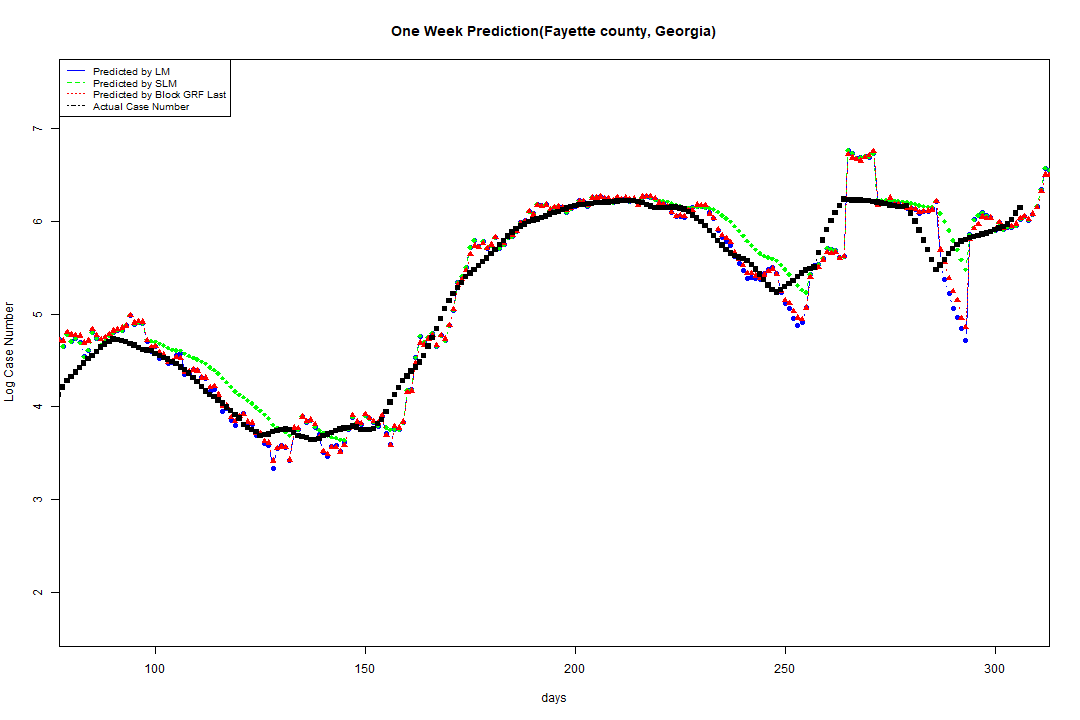 One Week Prediction(Fayette county, Georgia)
Predicted by LM
Predicted by SLM
Predicted by Block GRF Last
Actual Case Number
7
6
5
4
3
2
Log Case Number
100 150 200 250 300
days